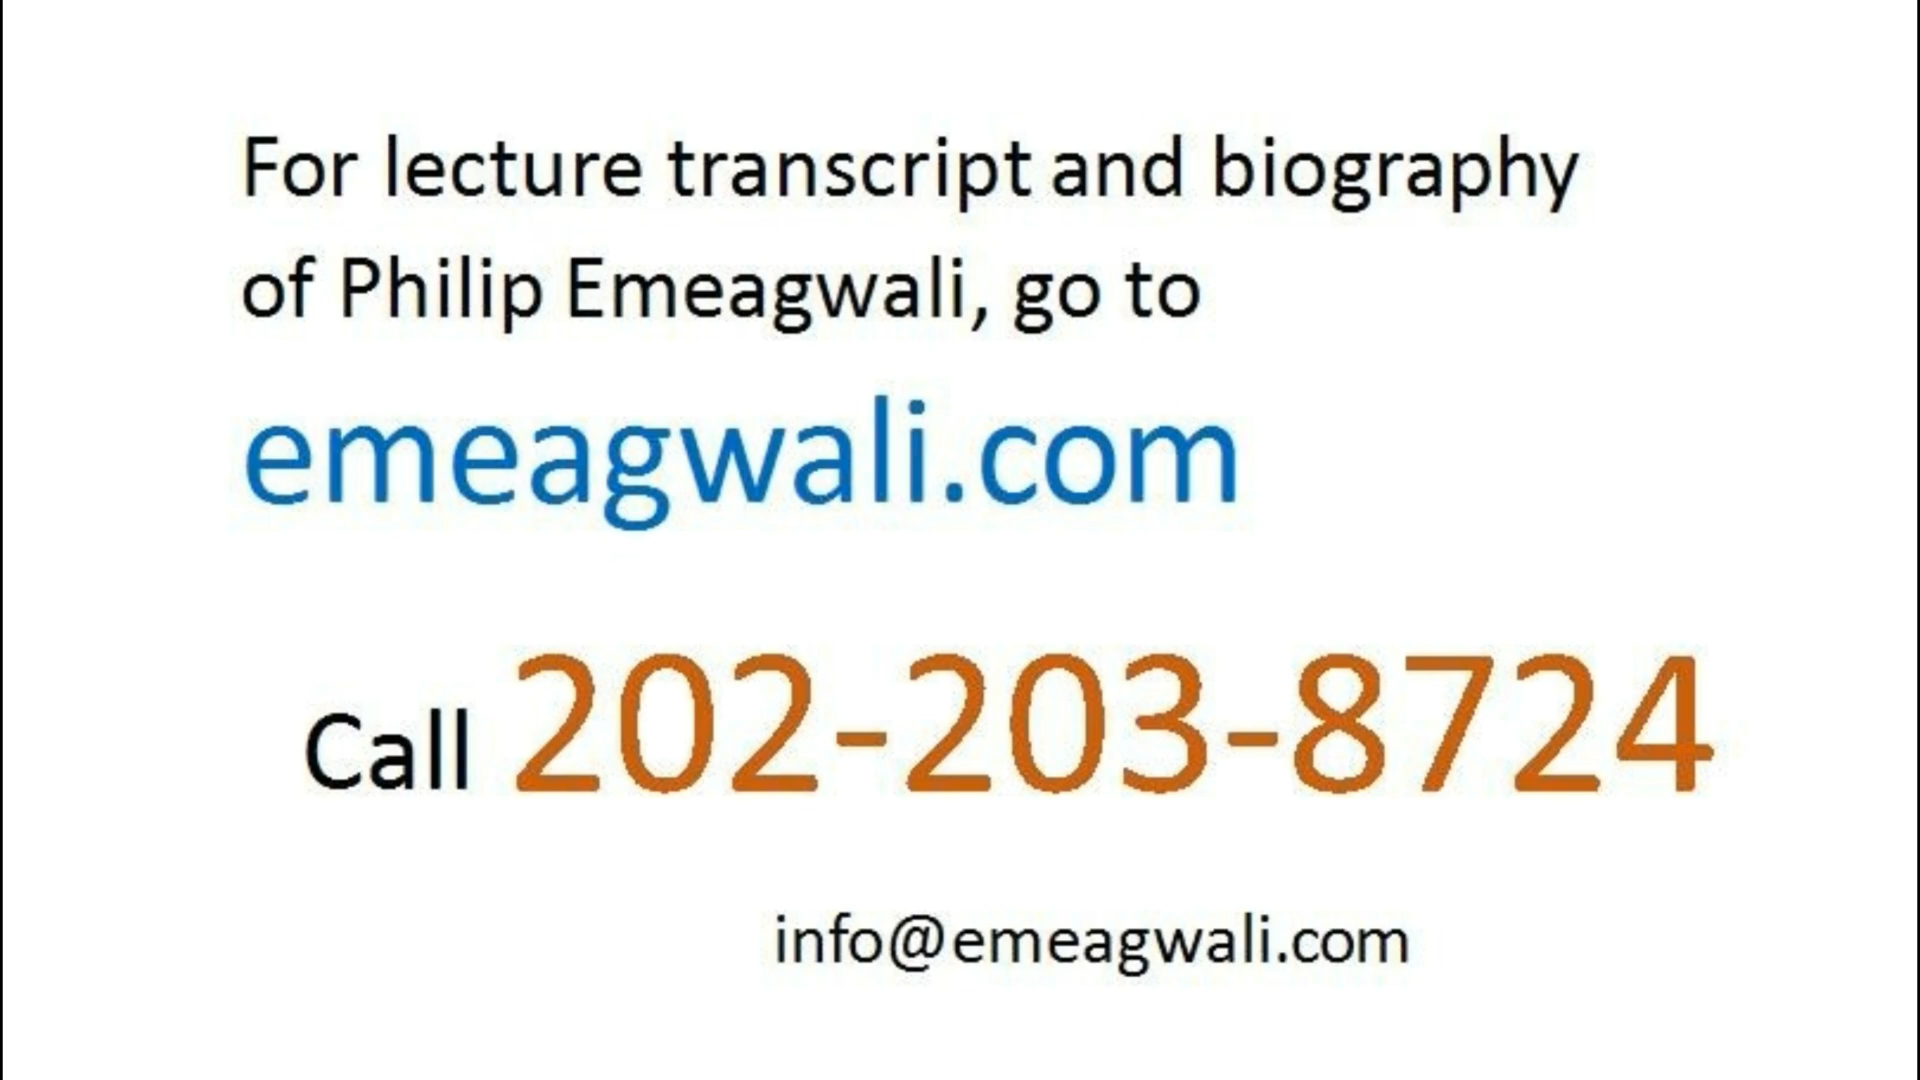 For lecture transcript and biography
of Philip Emeagwali, go to
emeagwali.com
Call 202-203-8724
info@emeagwali.com